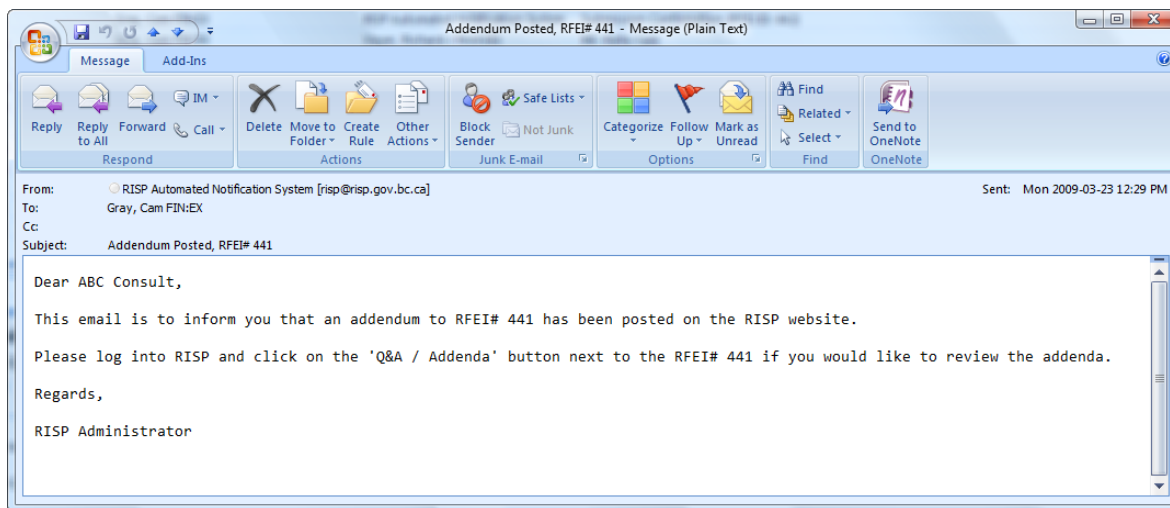 Addendum Posted, RFEI# 441 - Message (Plain Text)
Message Add-Ins
Reply
Reply to All
Forward
IM
Call
Respond
Delete
Move to Folder
Create Rule
Other Actions
Actions
Block Sender
Safe Lists
Not Junk
Junk E-mail
Categorize
Follow Up
Mark as Unread
Options
Find
Related
Select
Find
Send to OneNote
OneNote
From: RISP Automated Notification System [risp@risp.gov.bc.ca] Sent: Mon 2009-03-23 12:29 PM
To: Gray, Cam FIN:EX
Cc:
Subject: Addendum Posted, RFEI# 441
Dear ABC Consult,
This email is to inform you that an addendum to RFEI# 441 has been posted on the RISP website.
Please log into RISP and click on the 'Q&A / Addenda' button next to the RFEI# 441 if you would like to review the addenda.
Regards,
RISP Administrator